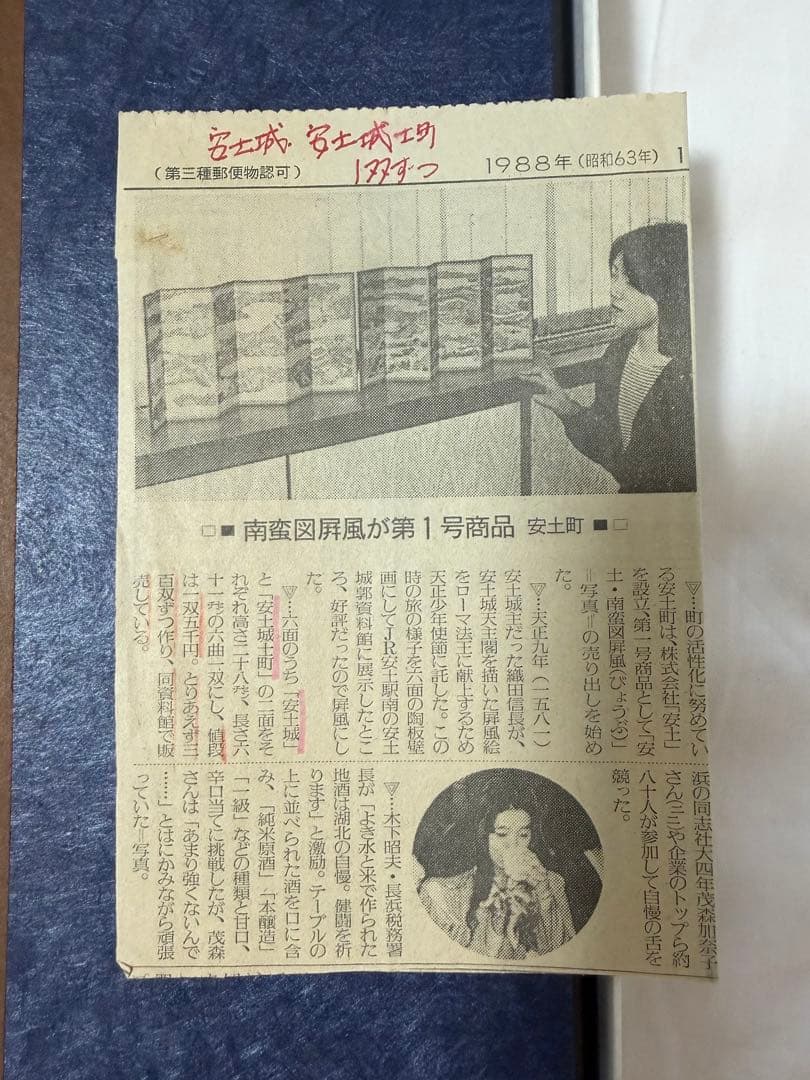 安土城・安土城士町
1双ずつ
(第三種郵便物認可)
1988年(昭和63年) 1
□■ 南蛮図屏風が第1号商品 安土町 ■□
▽…町の活性化に努めてい
る安土町は、株式会社「安土」
を設立、第一号商品として「安
土・南蛮図屏風(びょうぶ)」
=写真=の売り出しを始め
た。
▽…天正九年(一五八一)
安土城主だった織田信長が、
安土城天主閣を描いた屏風絵
をローマ法王に献上するため
天正少年使節に託した。この
時の旅の様子を六面の陶板壁
画にしてJR安土駅南の安土
城郭資料館に展示したとこ
ろ、好評だったので屏風にし
た。
▽…六面のうち「安土城」
と「安土城士町」の二面をそ
れぞれ高さ二十八㌢、長さ六
十一㌢の六曲一双にし、値段
は一双五千円。とりあえず三
百双ずつ作り、同資料館で販
売している。
浜の同志社大四年茂森加奈子
さん(二二)や企業のトップら約
八十人が参加して自慢の舌を
競った。
▽…木下昭夫・長浜税務署
長が「よき水と米で作られた
地酒は湖北の自慢。健闘を祈
ります」と激励。テーブルの
上に並べられた酒を口に含
み、「純米原酒」「本醸造」
「一級」などの種類と甘口、
辛口当てに挑戦したが、茂森
さんは「あまり強くないんで
……」とはにかみながら頑張
っていた=写真。